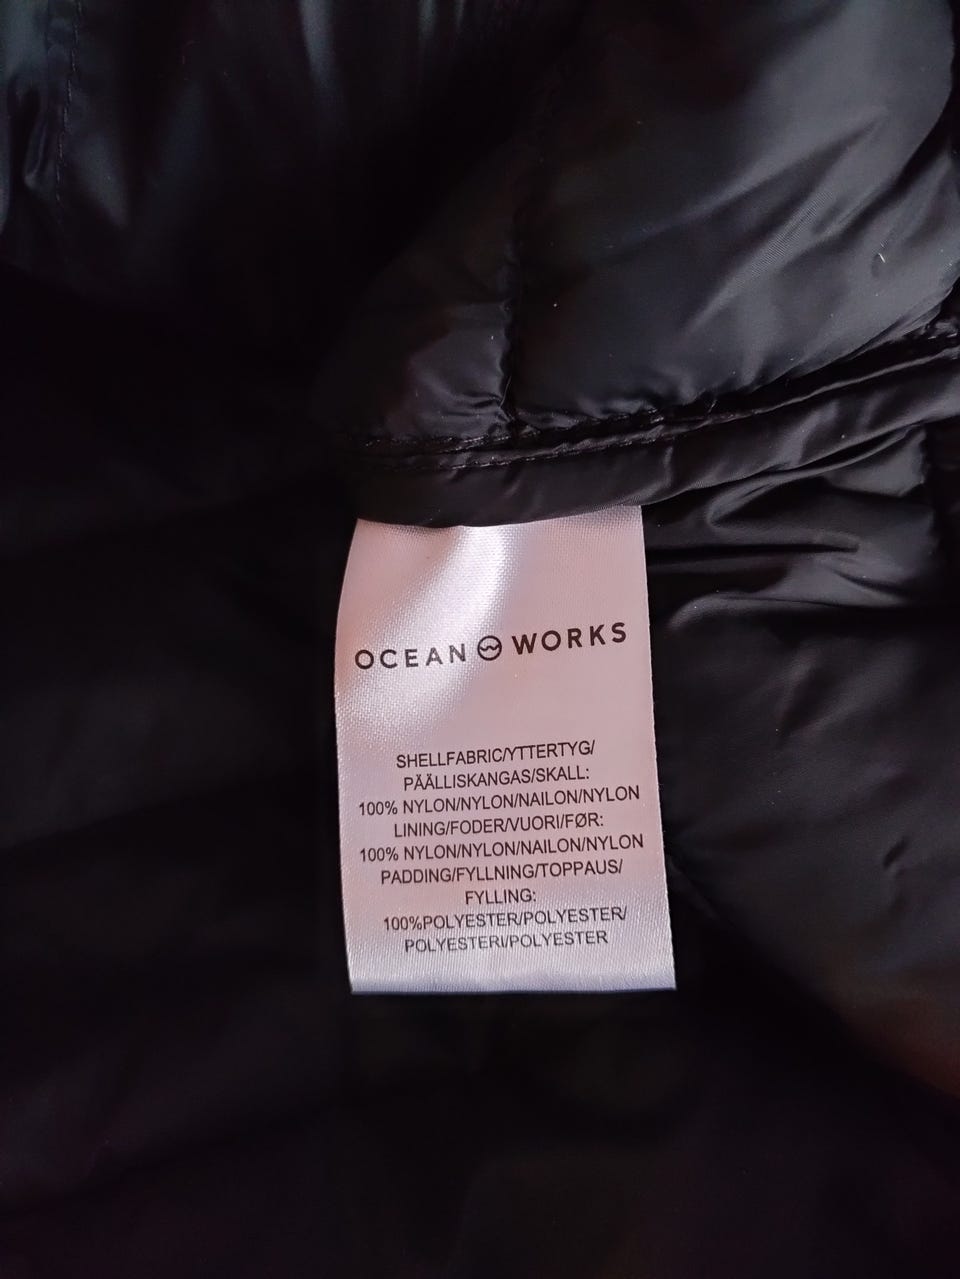 OCEAN WORKS
SHELLFABRIC/YTTERTYG/
PÄÄLLISKANGAS/SKALL:
100% NYLON/NYLON/NAILON/NYLON
LINING/FODER/VUORI/FØR:
100% NYLON/NYLON/NAILON/NYLON
PADDING/FYLLNING/TOPPAUS/
FYLLING:
100%POLYESTER/POLYESTER/
POLYESTERI/POLYESTER